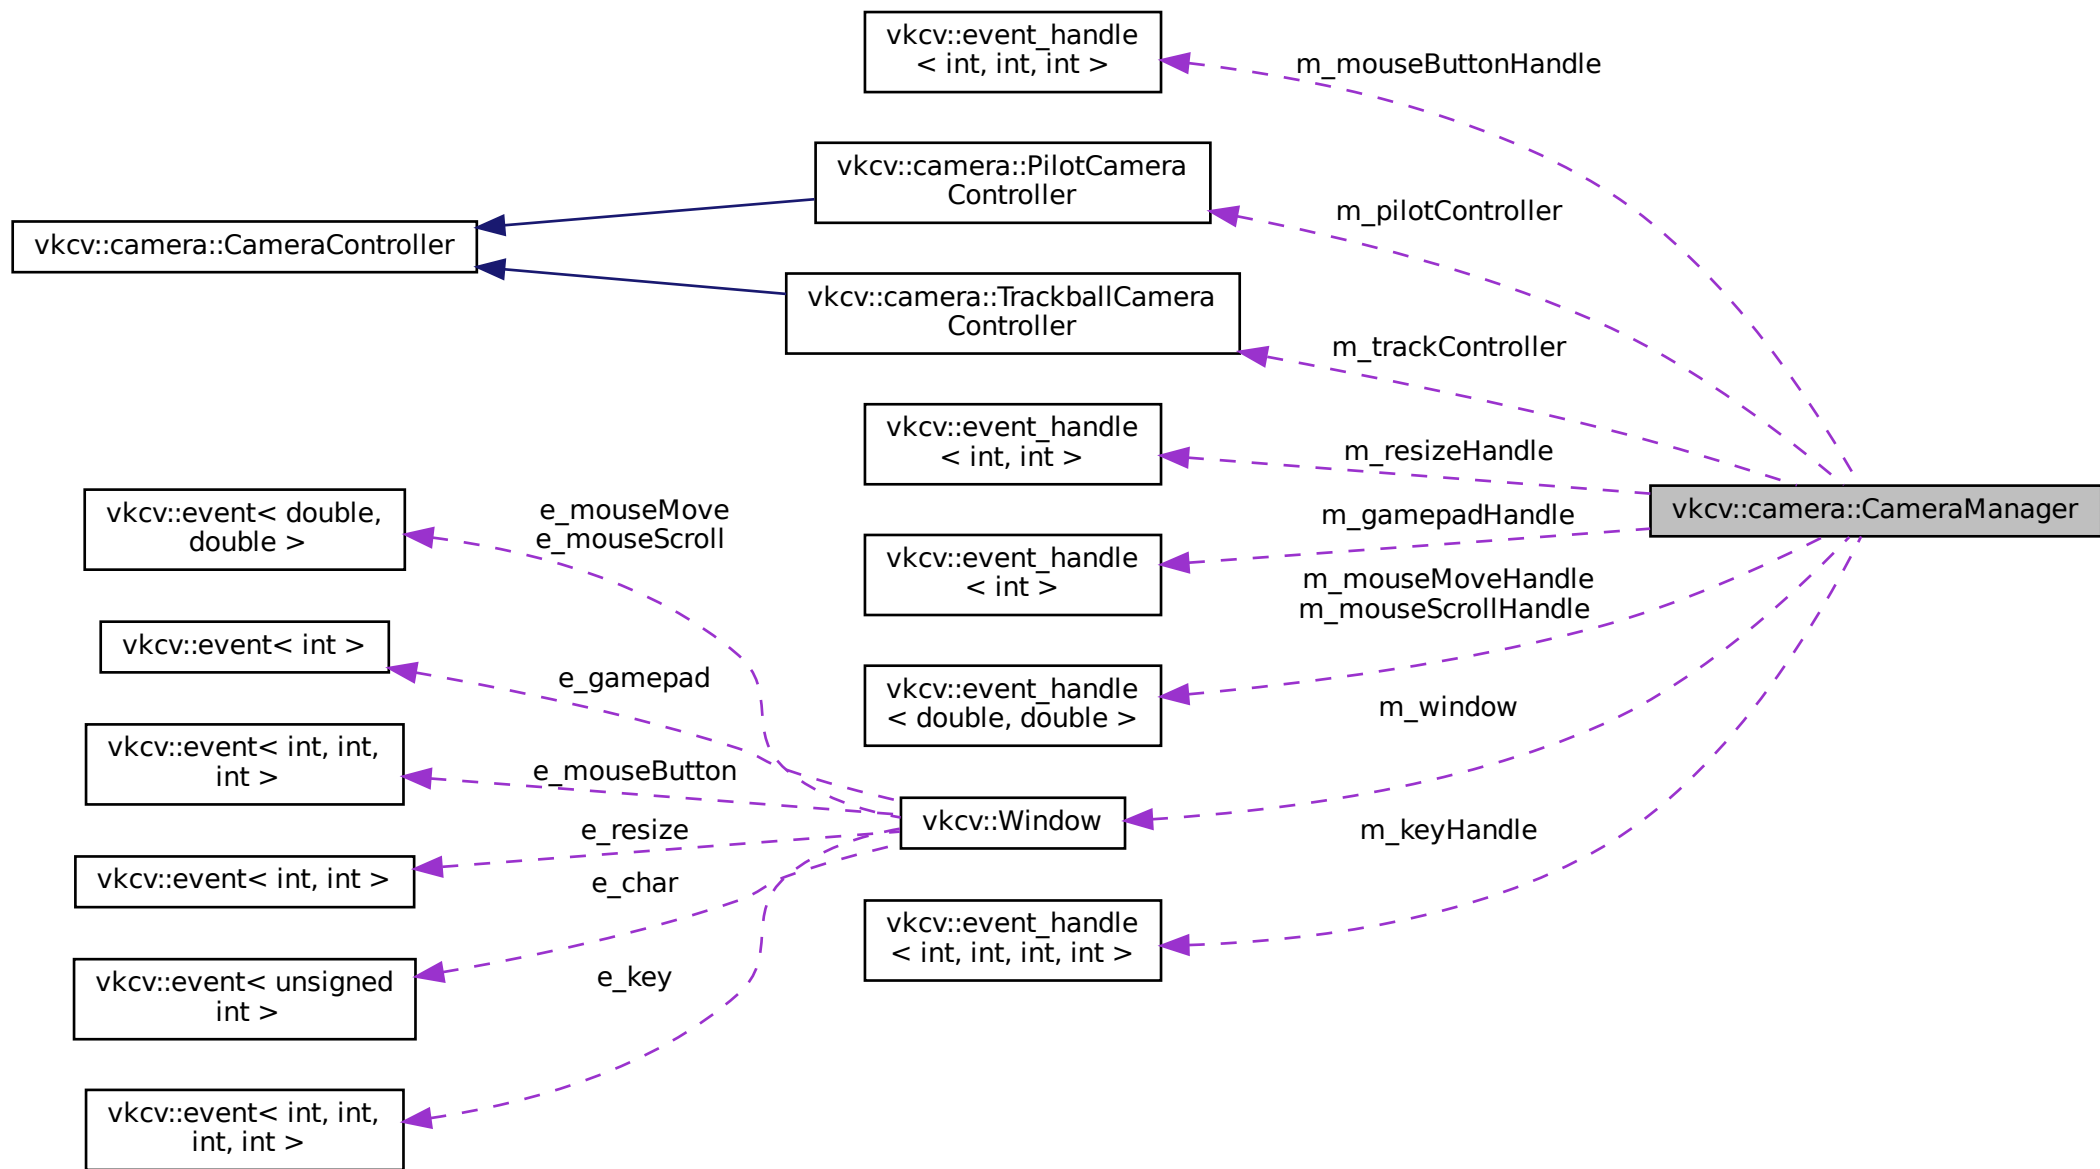 vkcv::event_handle
< int, int, int >
m_mouseButtonHandle
vkcv::camera::PilotCamera
Controller
m_pilotController
vkcv::camera::CameraController
vkcv::camera::TrackballCamera
Controller
m_trackController
vkcv::event_handle
< int, int >
m_resizeHandle
vkcv::camera::CameraManager
vkcv::event< double,
double >
e_mouseMove
e_mouseScroll
m_gamepadHandle
vkcv::event_handle
< int >
m_mouseMoveHandle
m_mouseScrollHandle
vkcv::event< int >
e_gamepad
vkcv::event_handle
< double, double >
m_window
vkcv::event< int, int,
int >
e_mouseButton
vkcv::Window
e_resize
m_keyHandle
vkcv::event< int, int >
e_char
vkcv::event_handle
< int, int, int, int >
vkcv::event< unsigned
int >
e_key
vkcv::event< int, int,
int, int >